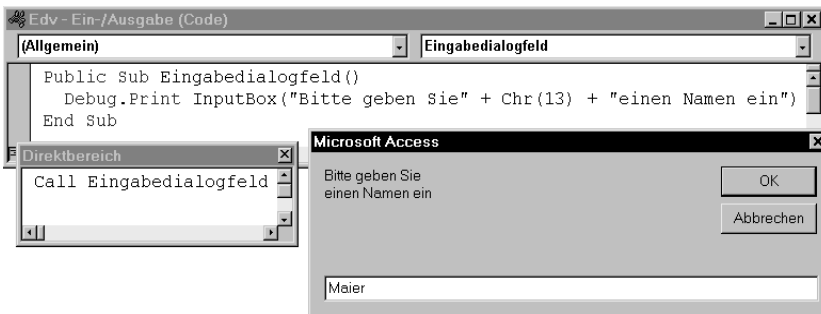 Edv - Ein-/Ausgabe (Code)
(Allgemein)
Eingabedialogfeld
Public Sub Eingabedialogfeld()
Debug.Print InputBox("Bitte geben Sie" + Chr(13) + "einen Namen ein")
End Sub
Direktbereich
Call Eingabedialogfeld
Microsoft Access
Bitte geben Sie
einen Namen ein
OK
Abbrechen
Maier